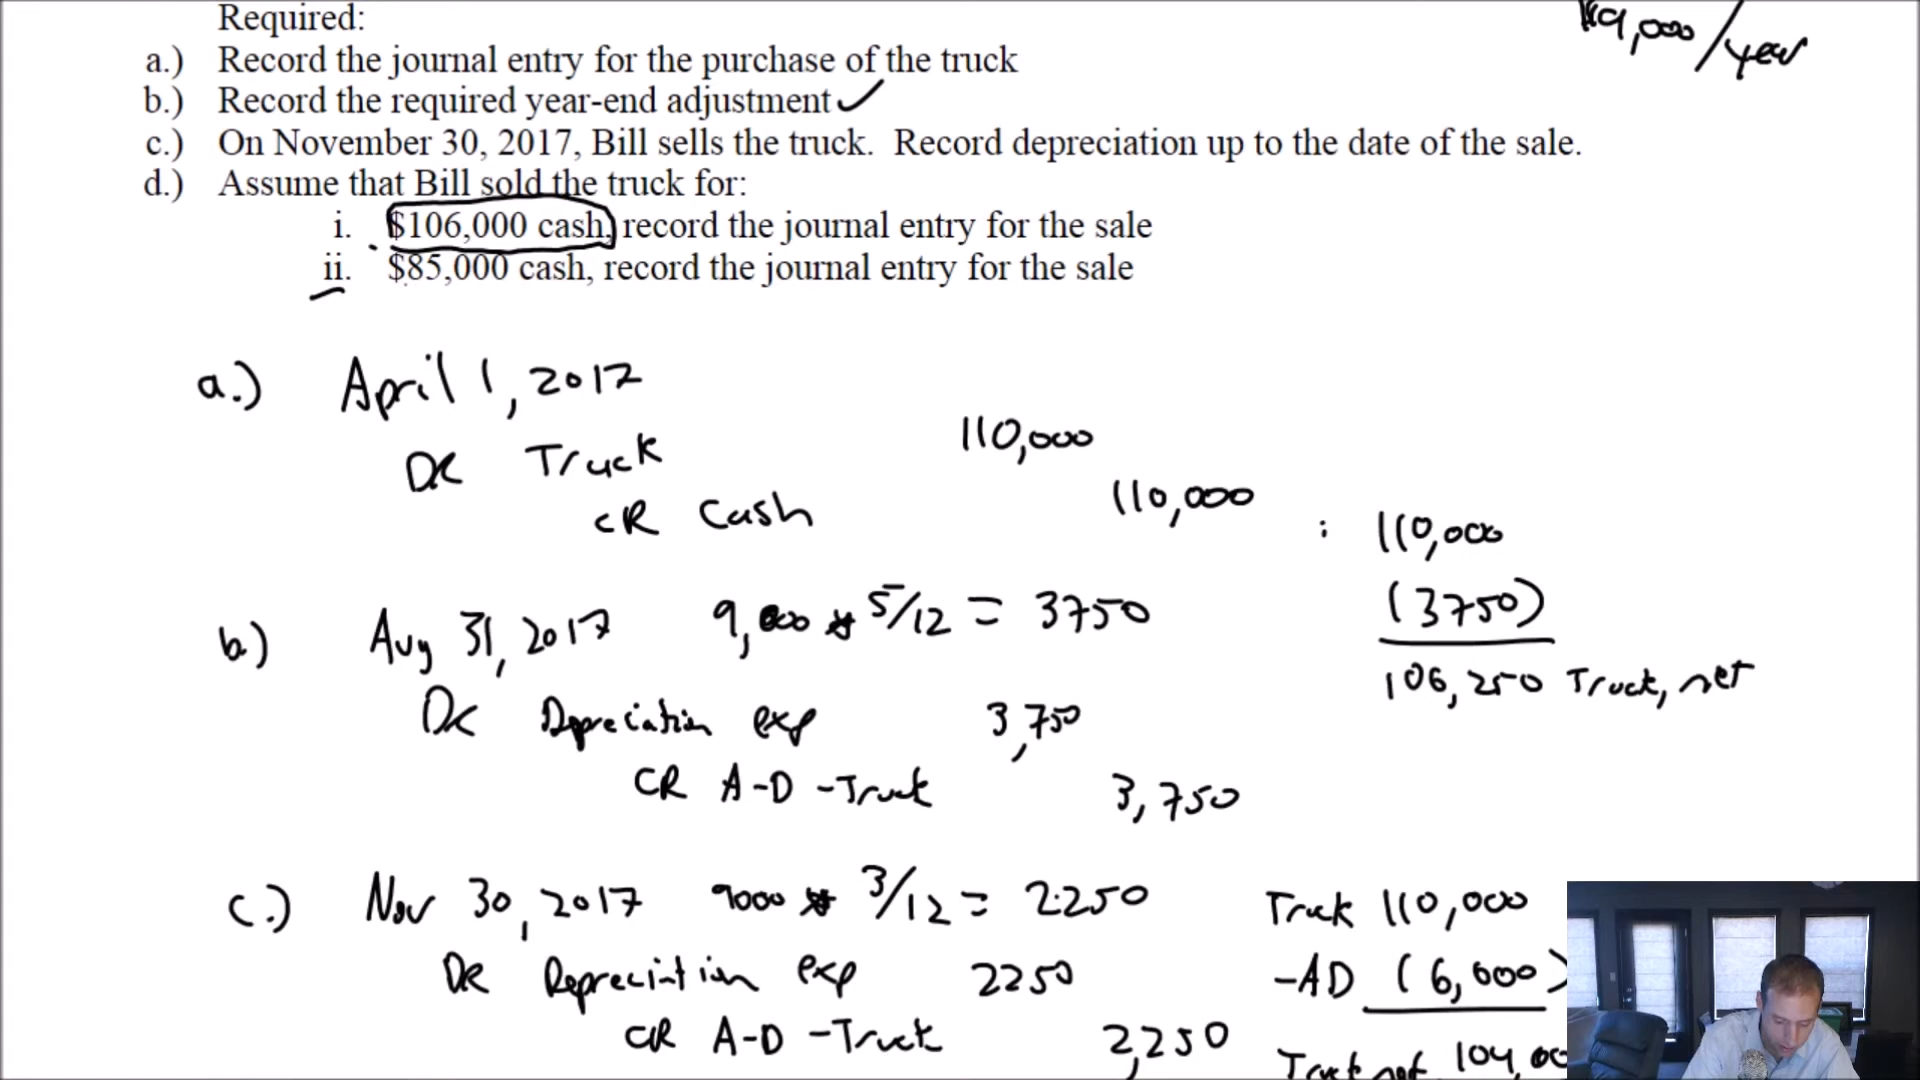 Required:
,000/year
a.) Record the journal entry for the purchase of the truck
b.) Record the required year-end adjustment
c.) On November 30, 2017, Bill sells the truck. Record depreciation up to the date of the sale.
d.) Assume that Bill sold the truck for:
i. $106,000 cash, record the journal entry for the sale
ii. $85,000 cash, record the journal entry for the sale
a.) April 1, 2017
DR Truck 110,000
CR Cash 110,000
110,000
(3750)
106,250 Truck, net
b) Aug 31, 2017 9,000 * 5/12 = 3750
DR Depreciation exp 3,750
CR A-D -Truck 3,750
c.) Nov 30, 2017 9000 * 3/12 = 2250
DR Depreciation exp 2250
CR A-D -Truck 2,250
Truck 110,000
-AD (6,000)
Truck net 104,00